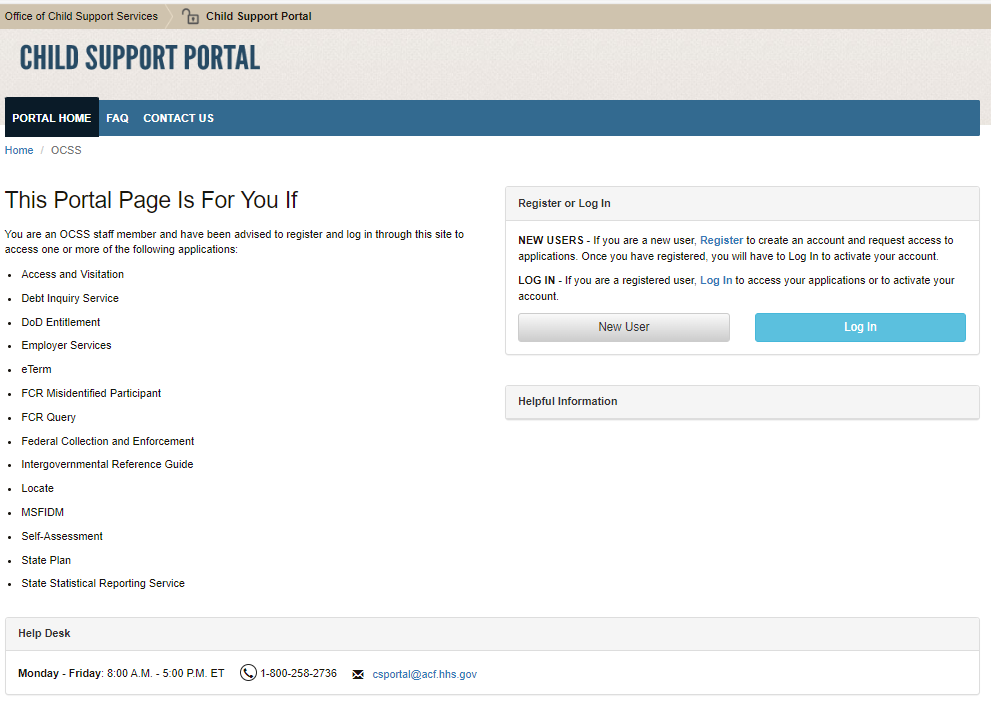 Office of Child Support Services
Child Support Portal
CHILD SUPPORT PORTAL
PORTAL HOME
FAQ
CONTACT US
Home / OCSS
This Portal Page Is For You If
You are an OCSS staff member and have been advised to register and log in through this site to
access one or more of the following applications:
• Access and Visitation
• Debt Inquiry Service
• DoD Entitlement
• Employer Services
• eTerm
• FCR Misidentified Participant
• FCR Query
• Federal Collection and Enforcement
• Intergovernmental Reference Guide
• Locate
• MSFIDM
• Self-Assessment
• State Plan
• State Statistical Reporting Service
Register or Log In
NEW USERS - If you are a new user, Register to create an account and request access to
applications. Once you have registered, you will have to Log In to activate your account.
LOG IN - If you are a registered user, Log In to access your applications or to activate your
account.
New User
Log In
Helpful Information
Help Desk
Monday - Friday: 8:00 A.M. - 5:00 P.M. ET 1-800-258-2736 csportal@acf.hhs.gov